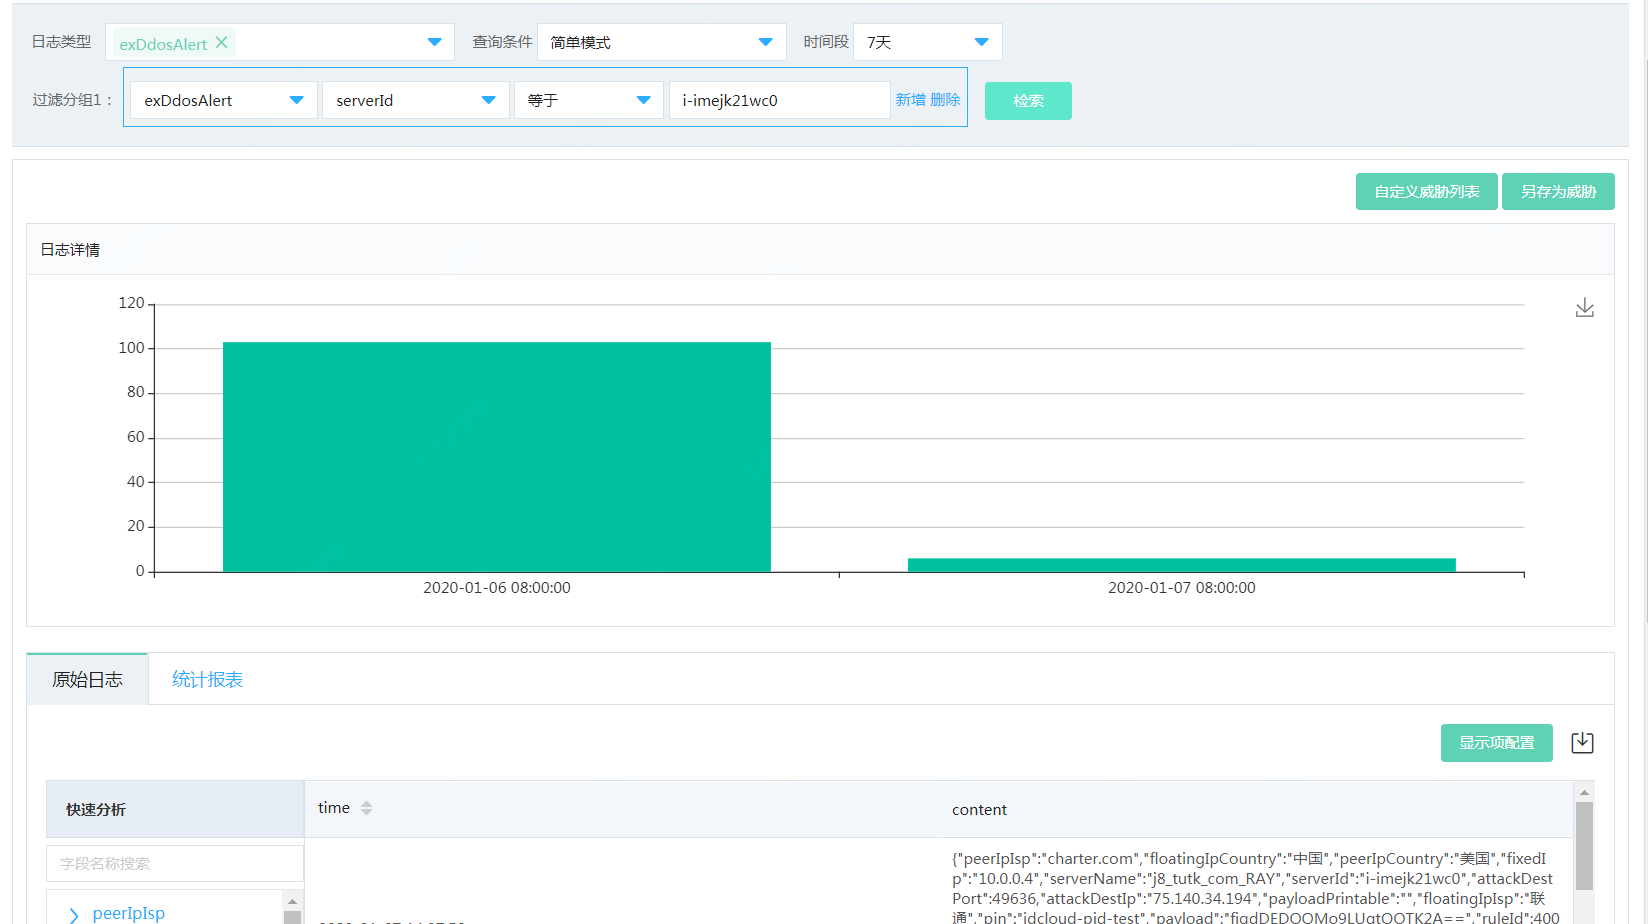 日志类型 exDdosAlert 查询条件 简单模式 时间段 7天
过滤分组1： exDdosAlert serverId 等于 i-imejk21wc0 新增 删除 检索
自定义威胁列表 另存为威胁
日志详情
120
100
80
60
40
20
0
2020-01-06 08:00:00 2020-01-07 08:00:00
原始日志 统计报表
显示项配置
快速分析 time content
字段名称搜索
{"peerIpIsp":"charter.com","floatingIpCountry":"中国","peerIpCountry":"美国","fixedI
p":"10.0.0.4","serverName":"j8_tutk_com_RAY","serverId":"i-imejk21wc0","attackDest
Port":49636,"attackDestIp":"75.140.34.194","payloadPrintable":"","floatingIpIsp":"联
peerIpIsp
通","pin":"jdcloud-pid-test","payload":